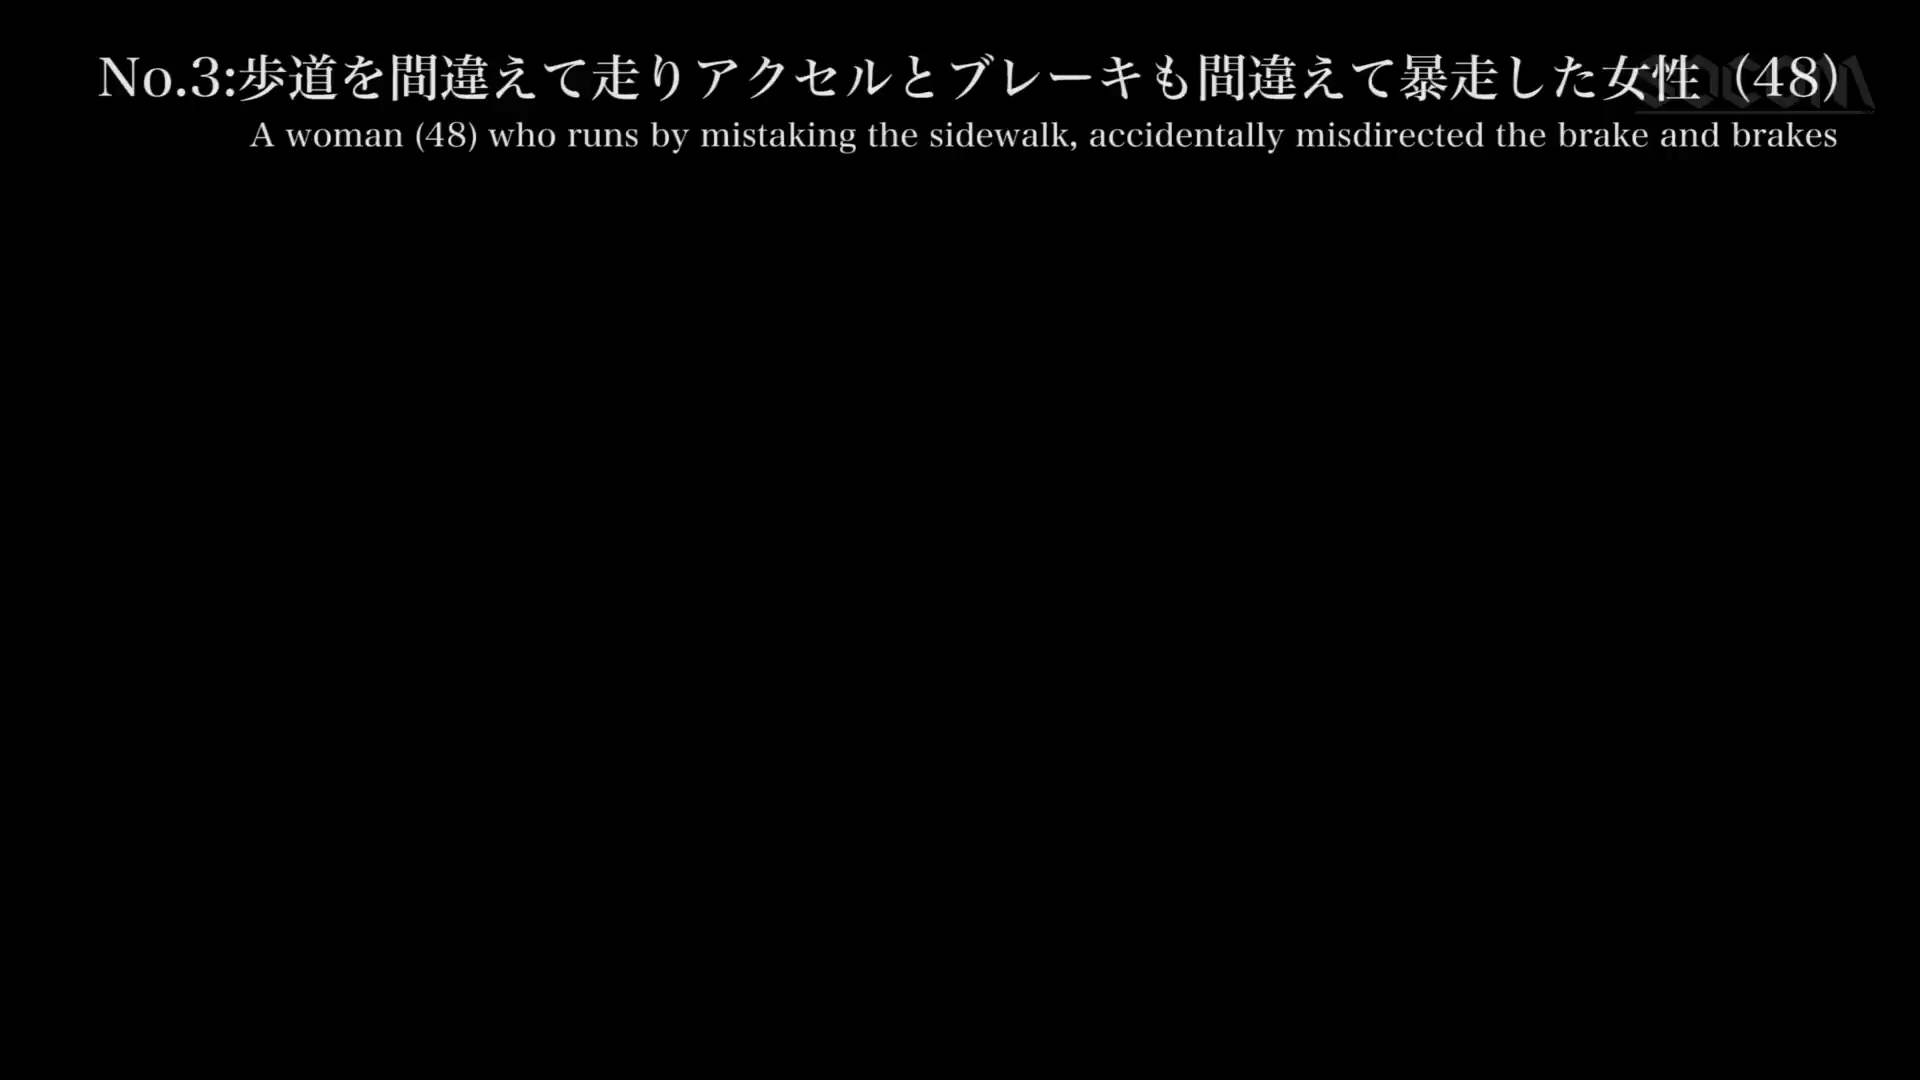 No.3:歩道を間違えて走りアクセルとブレーキも間違えて暴走した女性（48）
A woman (48) who runs by mistaking the sidewalk, accidentally misdirected the brake and brakes